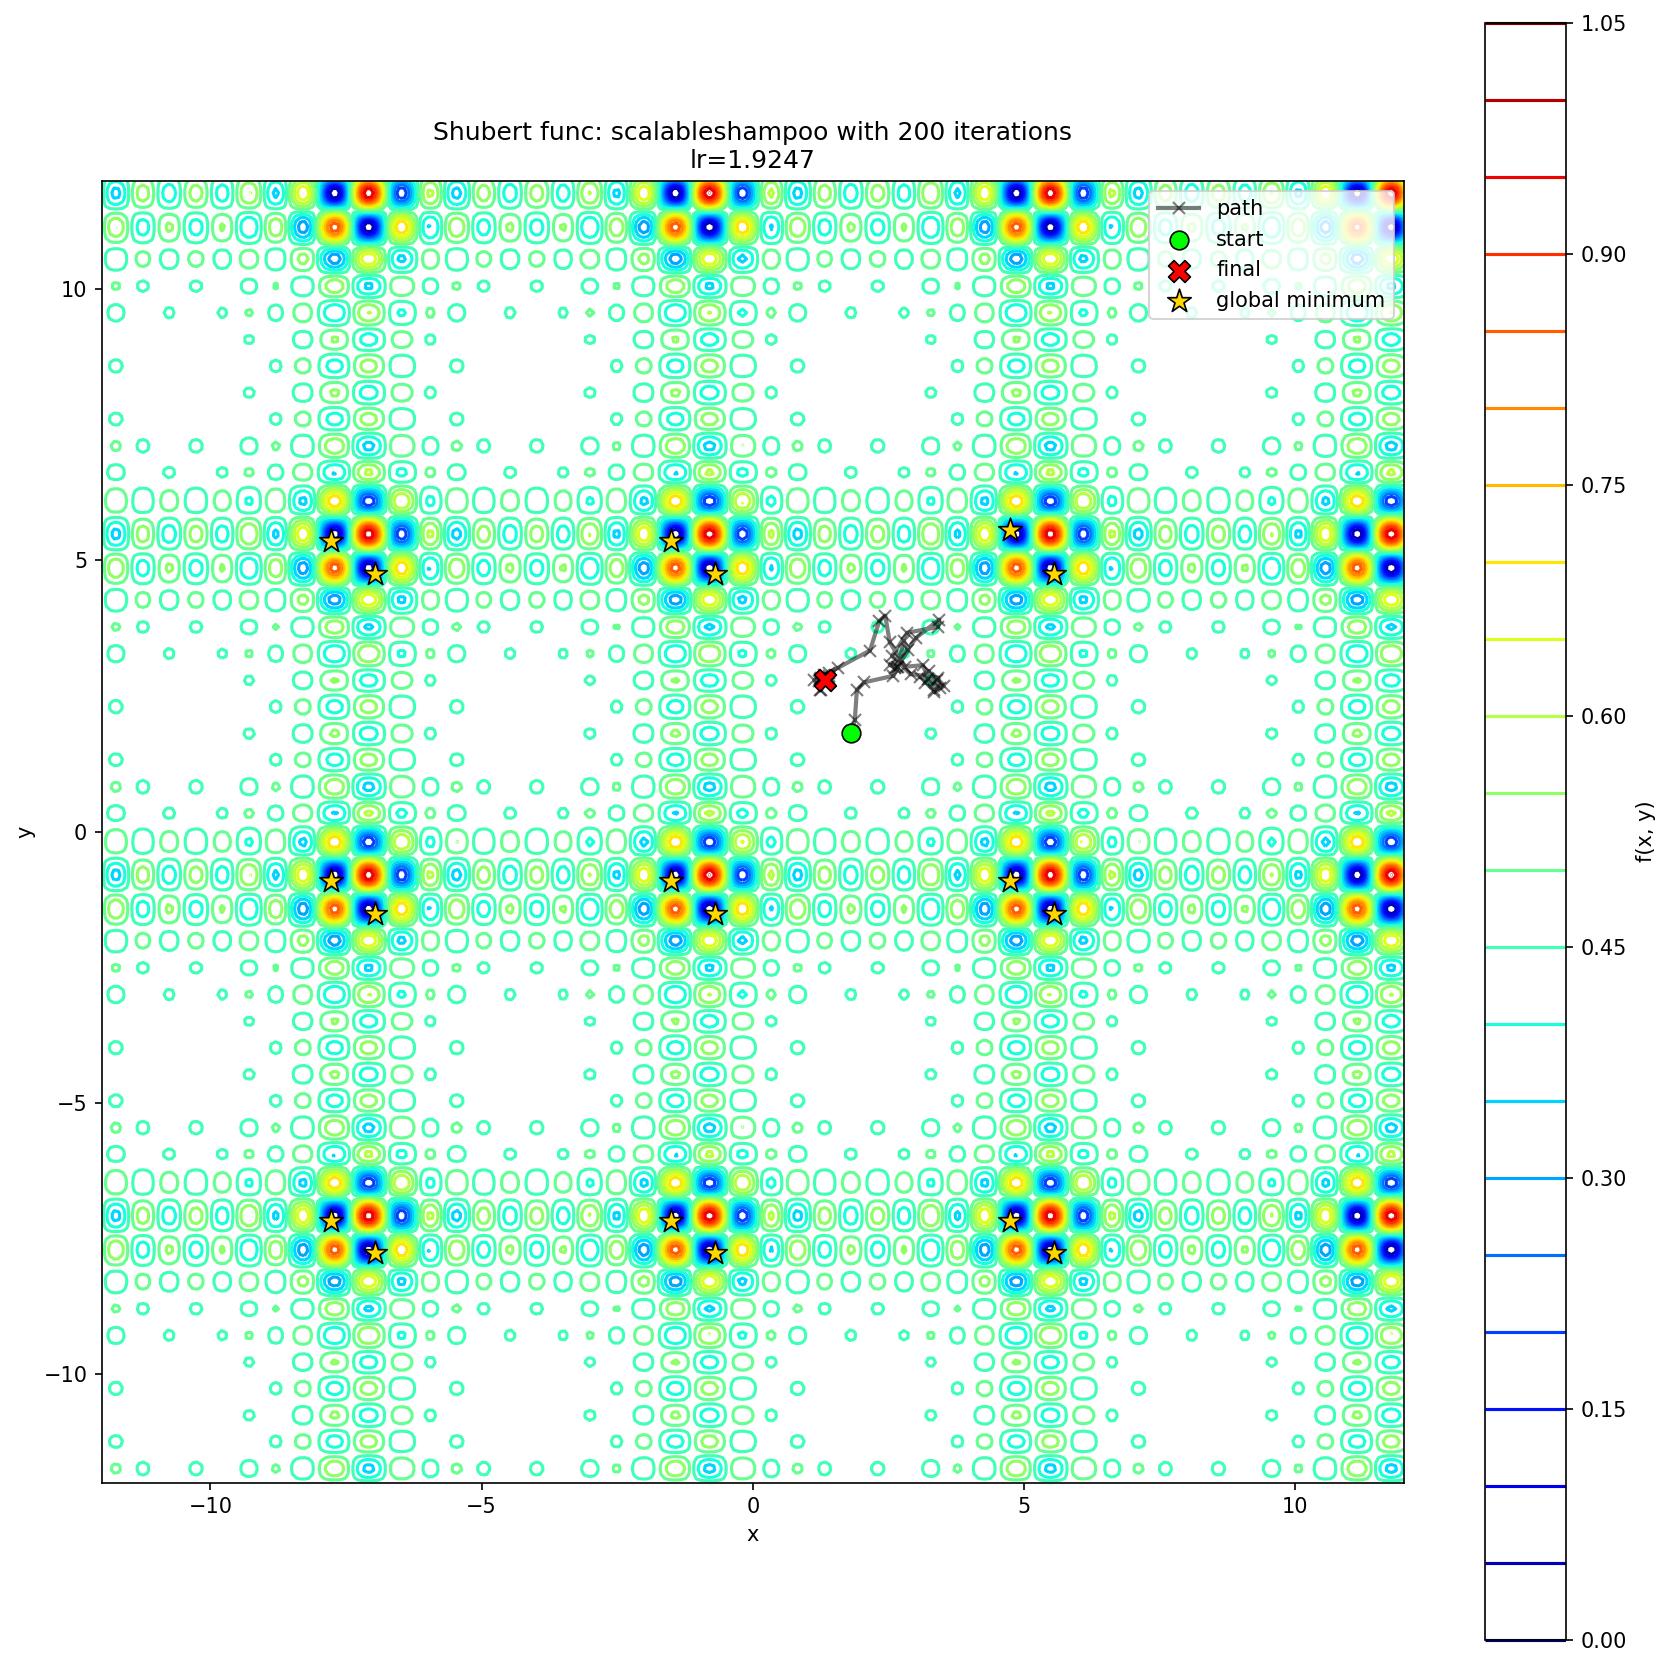 Shubert func: scalableshampoo with 200 iterations
lr=1.9247
path
start
final
global minimum
10
5
0
−5
−10
y
−10
−5
0
5
10
x
1.05
0.90
0.75
0.60
0.45
0.30
0.15
0.00
f(x, y)